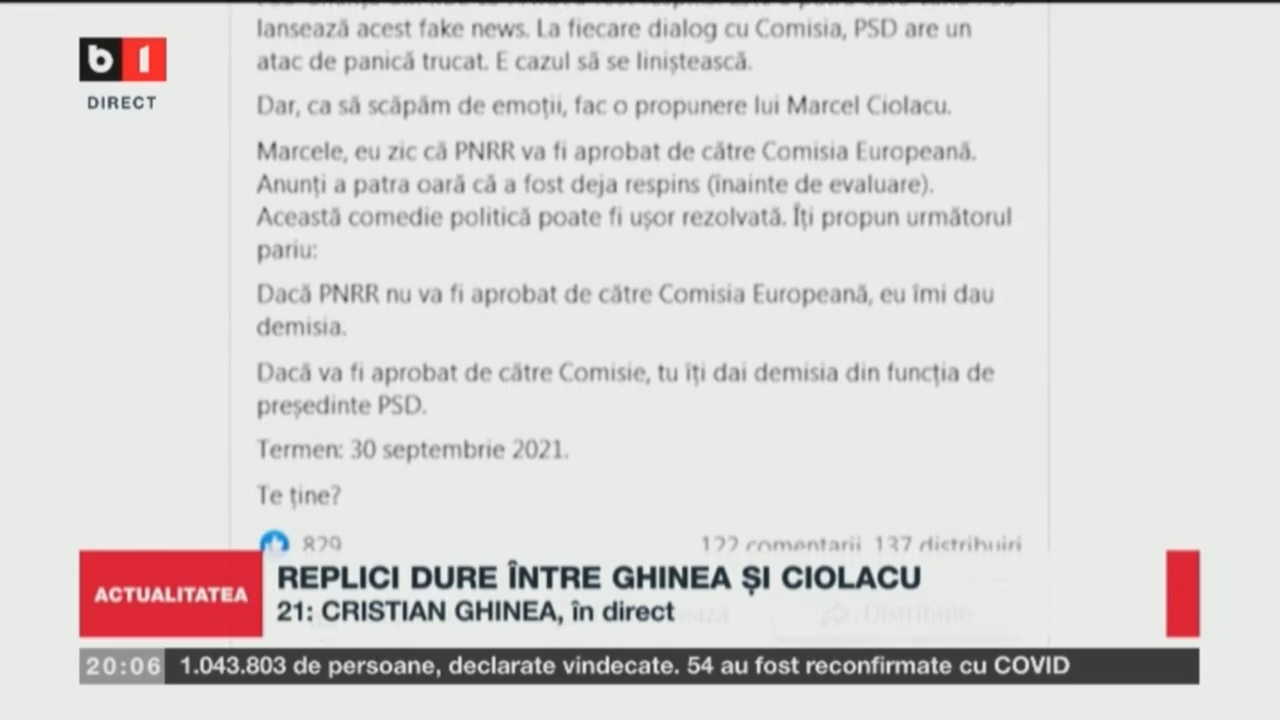 lansează acest fake news. La fiecare dialog cu Comisia, PSD are un
atac de panică trucat. E cazul să se liniștească.
Dar, ca să scăpăm de emoții, fac o propunere lui Marcel Ciolacu.
Marcele, eu zic că PNRR va fi aprobat de către Comisia Europeană.
Anunți a patra oară că a fost deja respins (înainte de evaluare).
Această comedie politică poate fi ușor rezolvată. Îți propun următorul
pariu:
Dacă PNRR nu va fi aprobat de către Comisia Europeană, eu îmi dau
demisia.
Dacă va fi aprobat de către Comisie, tu îți dai demisia din funcția de
președinte PSD.
Termen: 30 septembrie 2021.
Te ține?
829
122 comentarii 137 distribuiri
Distribuie
b1
DIRECT
ACTUALITATEA
REPLICI DURE ÎNTRE GHINEA ȘI CIOLACU
21: CRISTIAN GHINEA, în direct
20:06 1.043.803 de persoane, declarate vindecate. 54 au fost reconfirmate cu COVID